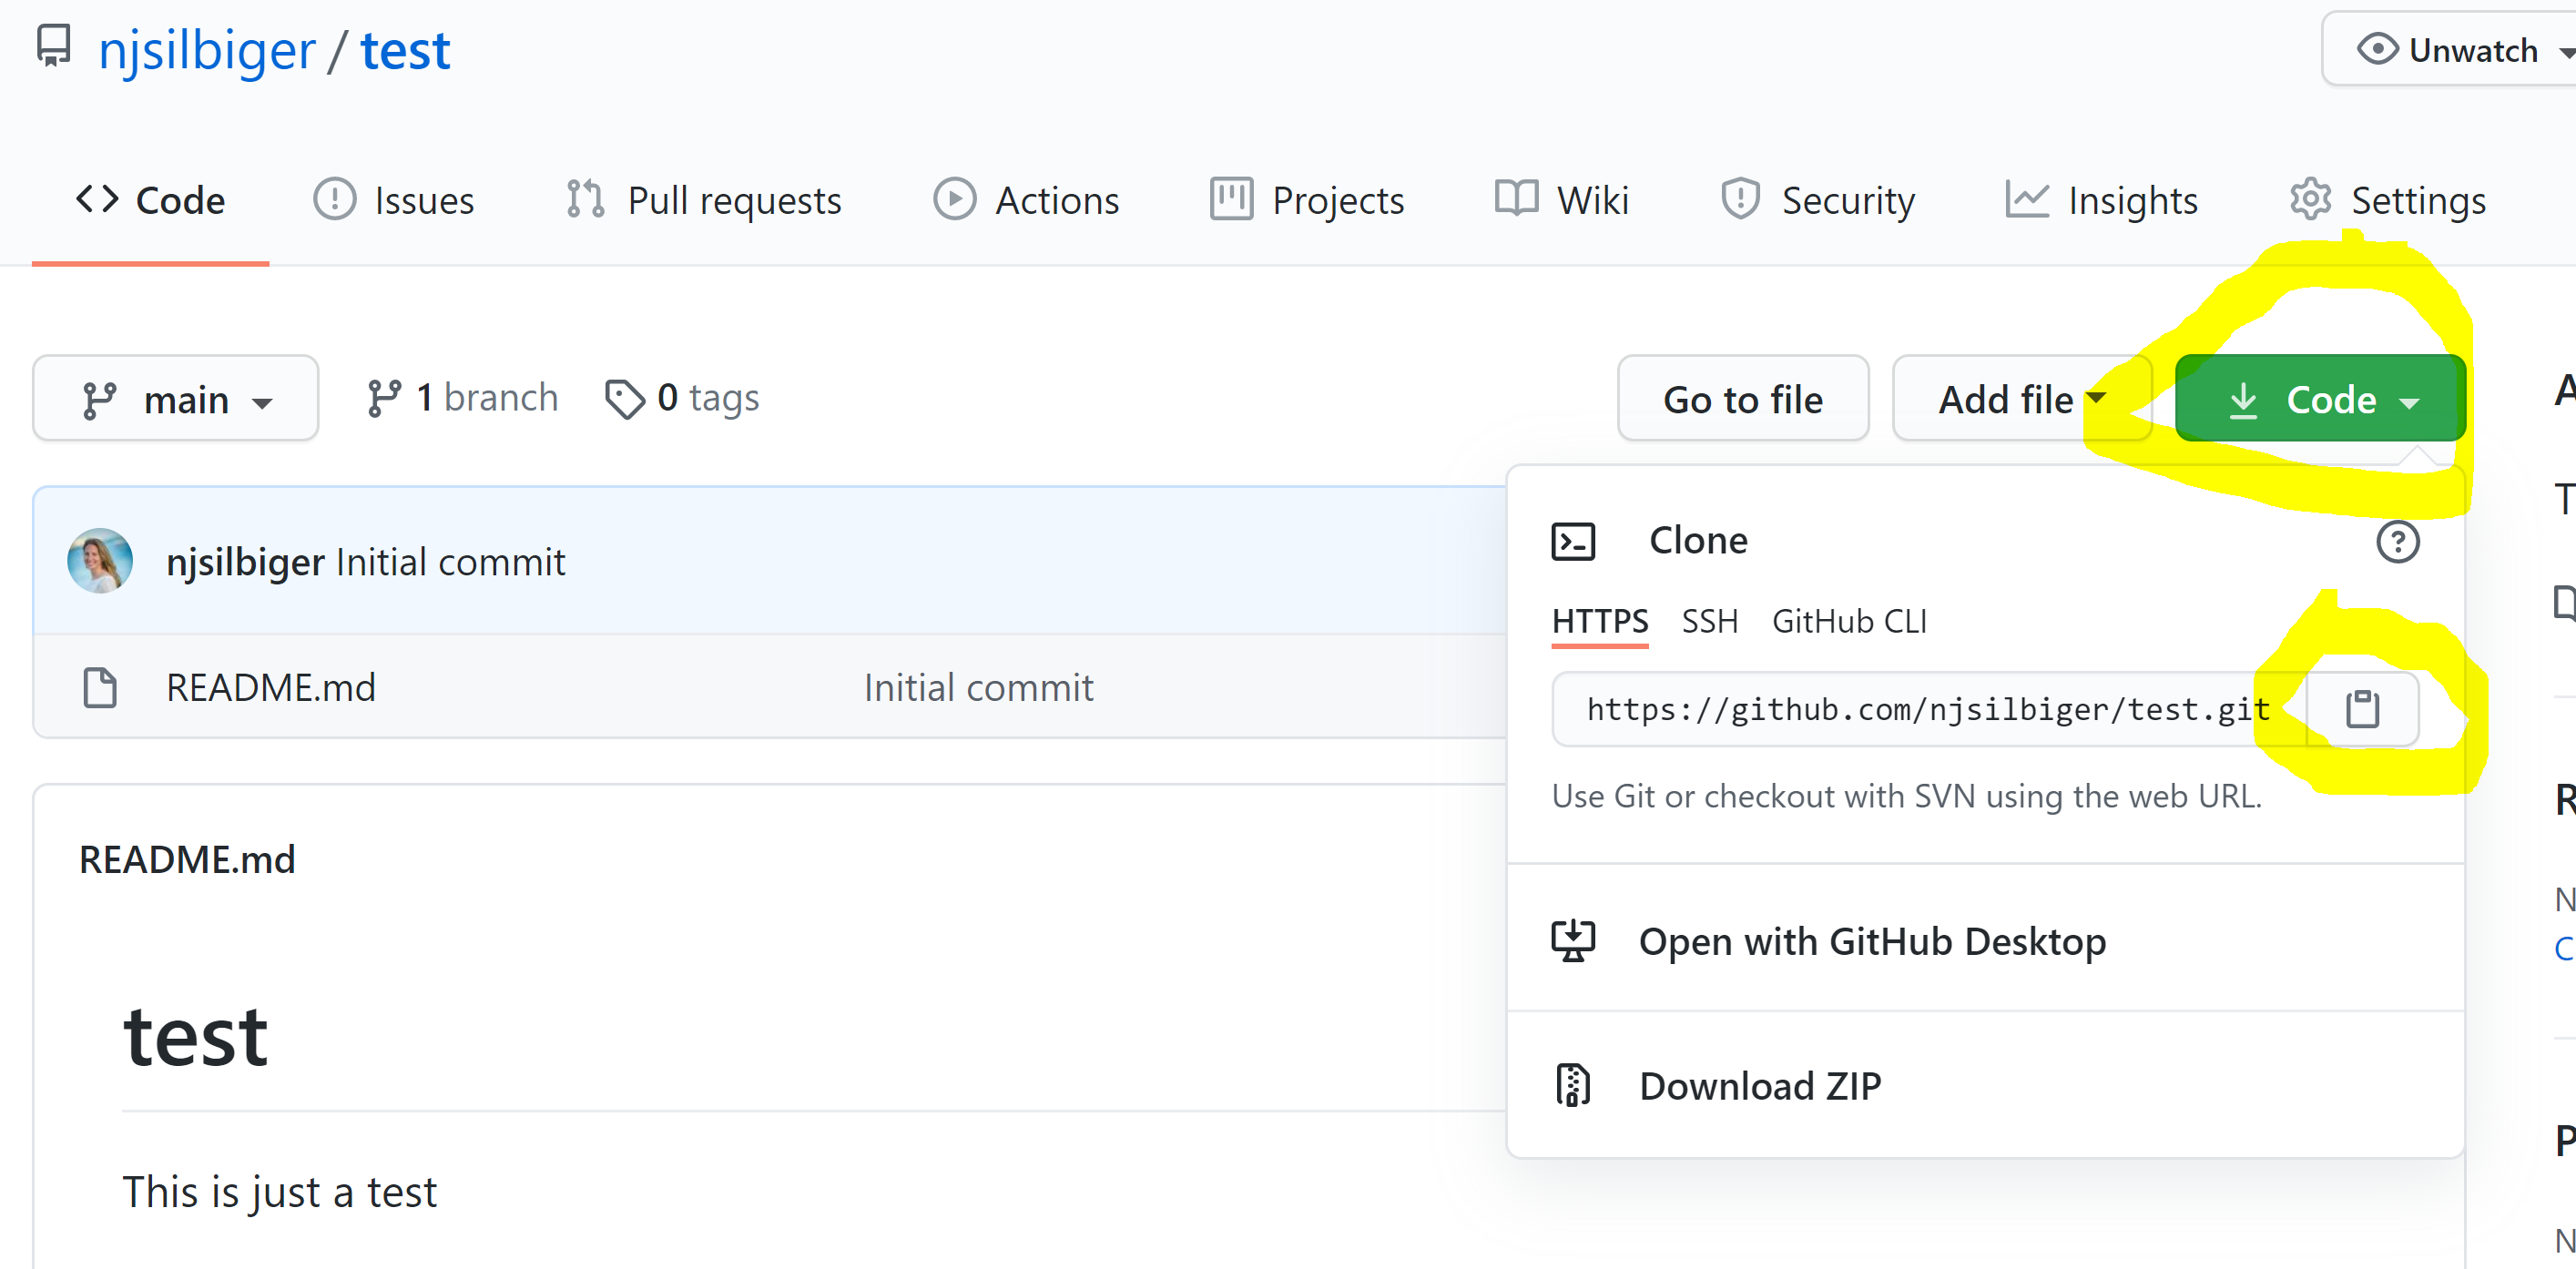 njsilbiger / test
Unwatch
Code Issues Pull requests Actions Projects Wiki Security Insights Settings
main 1 branch 0 tags Go to file Add file Code
njsilbiger Initial commit
README.md Initial commit
Clone
HTTPS SSH GitHub CLI
https://github.com/njsilbiger/test.git
Use Git or checkout with SVN using the web URL.
Open with GitHub Desktop
Download ZIP
README.md
test
This is just a test